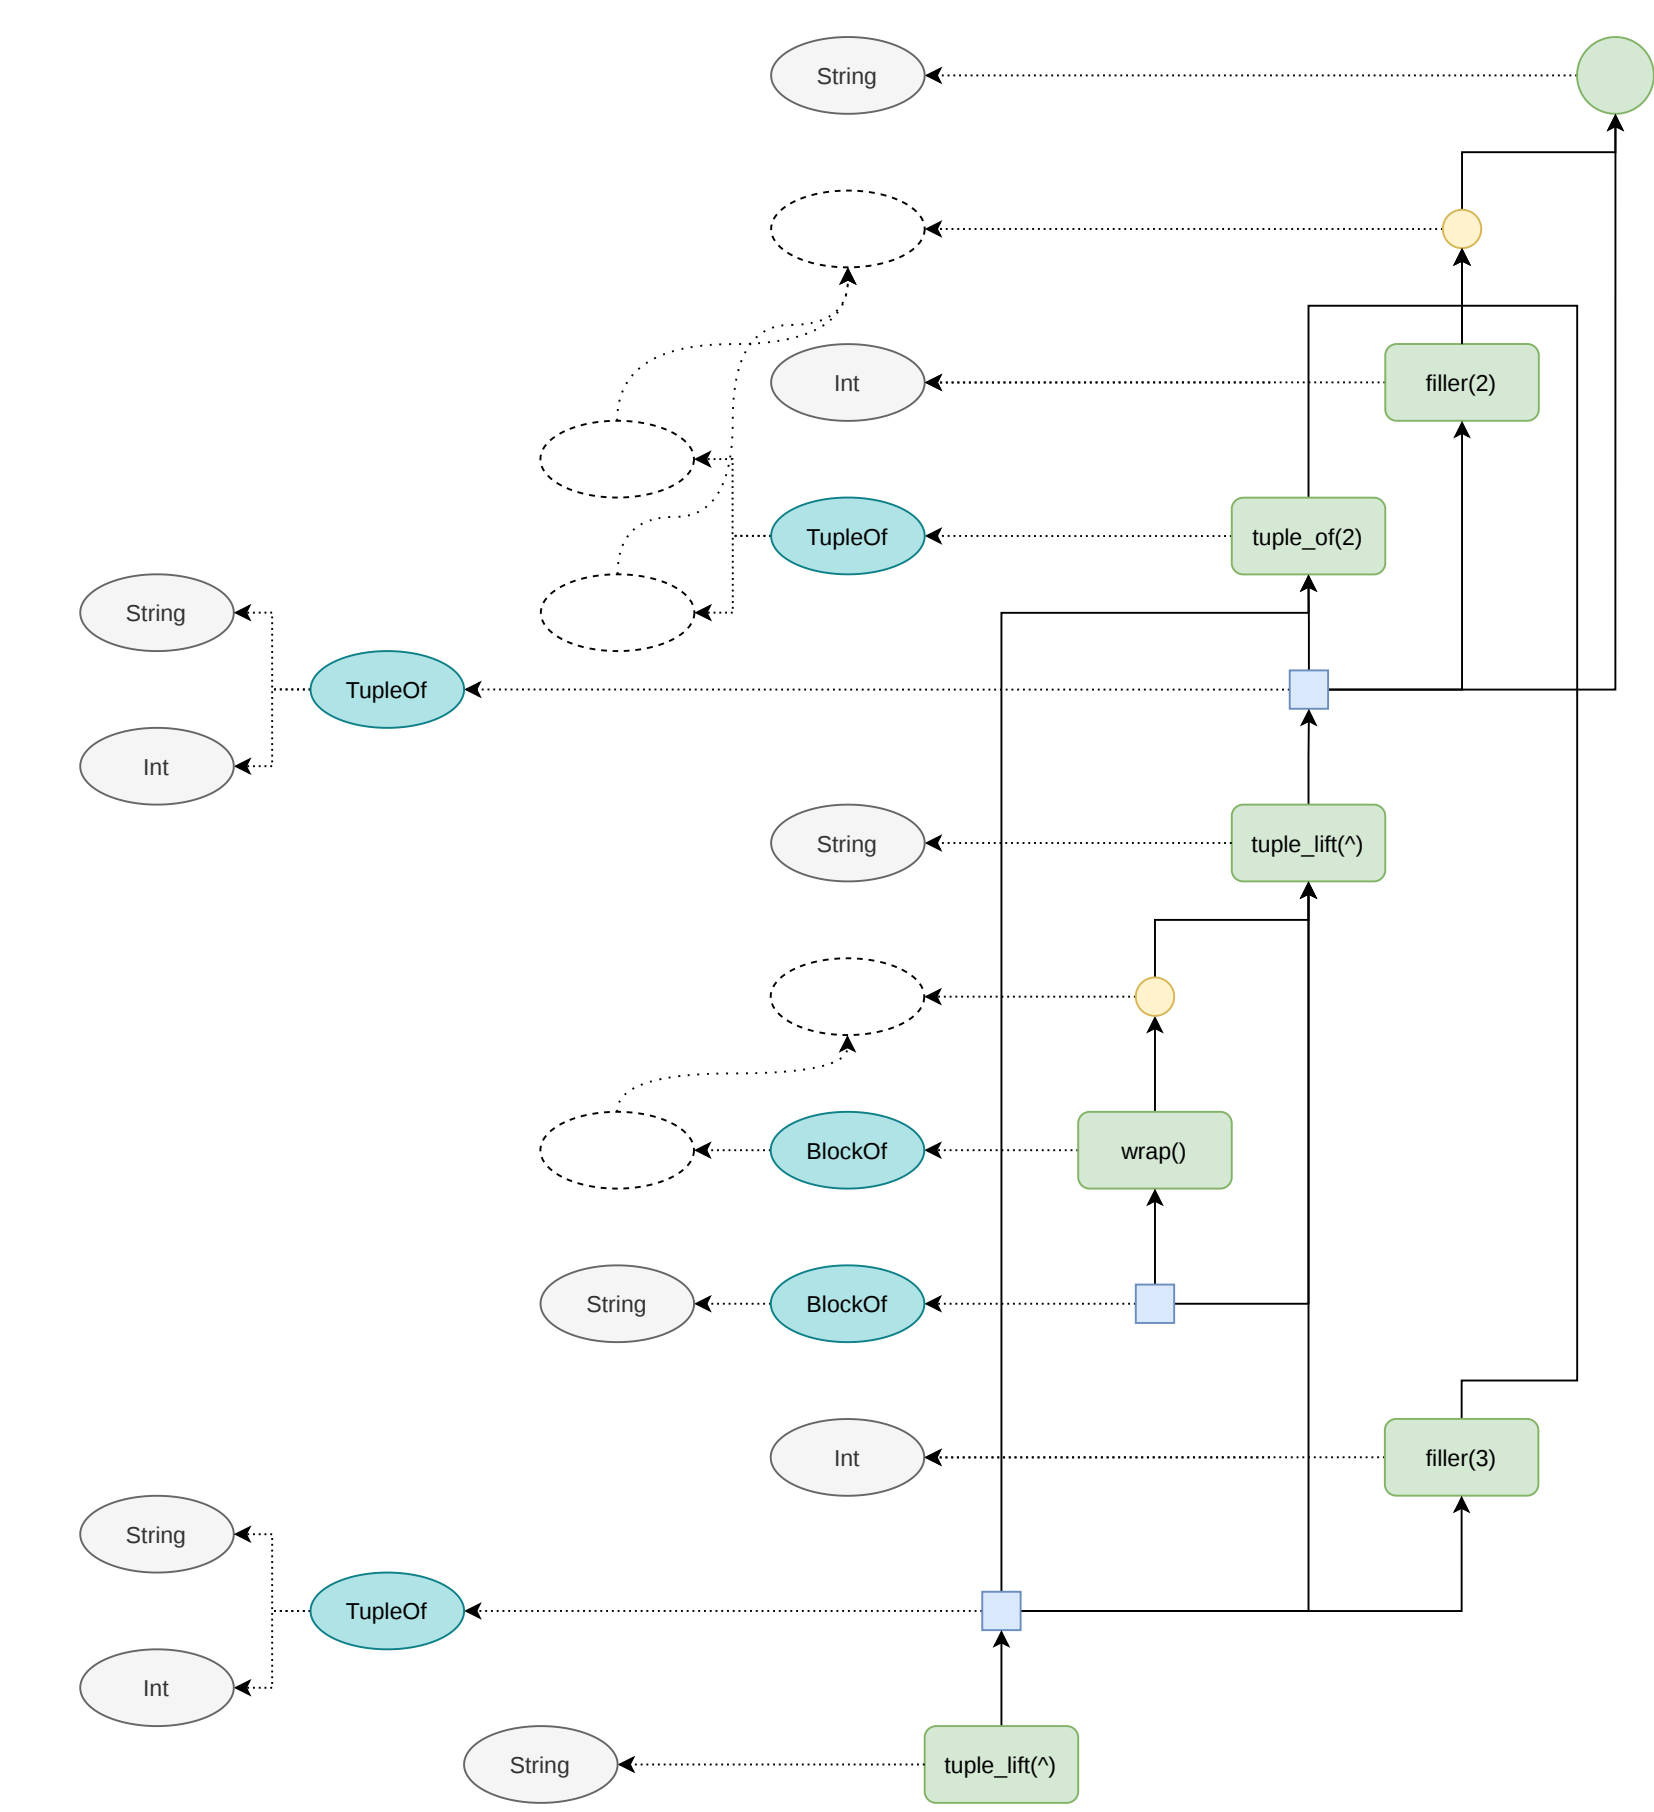 String
Int
filler(2)
TupleOf
tuple_of(2)
String
TupleOf
Int
String
tuple_lift(^)
BlockOf
wrap()
String
BlockOf
Int
filler(3)
String
TupleOf
Int
String
tuple_lift(^)